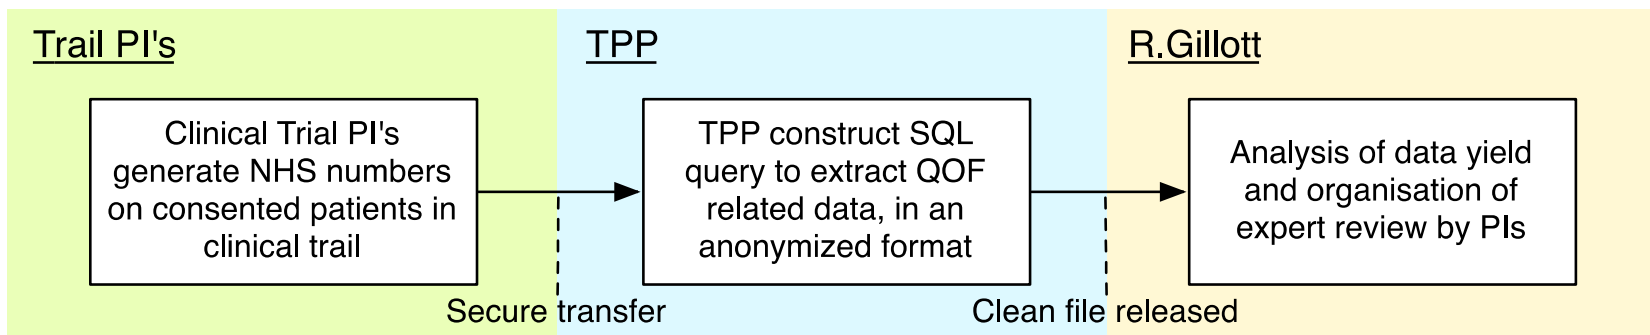 Trail PI's
TPP
R.Gillott
Clinical Trial PI's
generate NHS numbers
on consented patients in
clinical trail
TPP construct SQL
query to extract QOF
related data, in an
anonymized format
Analysis of data yield
and organisation of
expert review by PIs
Secure transfer
Clean file released